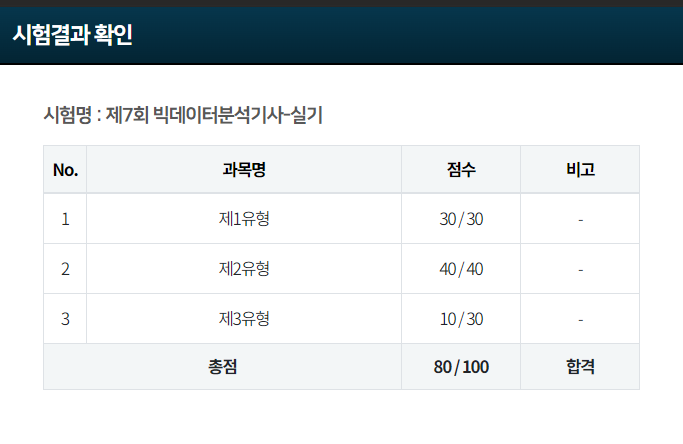 시험결과 확인
시험명 : 제7회 빅데이터분석기사-실기
No. 과목명 점수 비고
1 제1유형 30 / 30 -
2 제2유형 40 / 40 -
3 제3유형 10 / 30 -
총점 80 / 100 합격